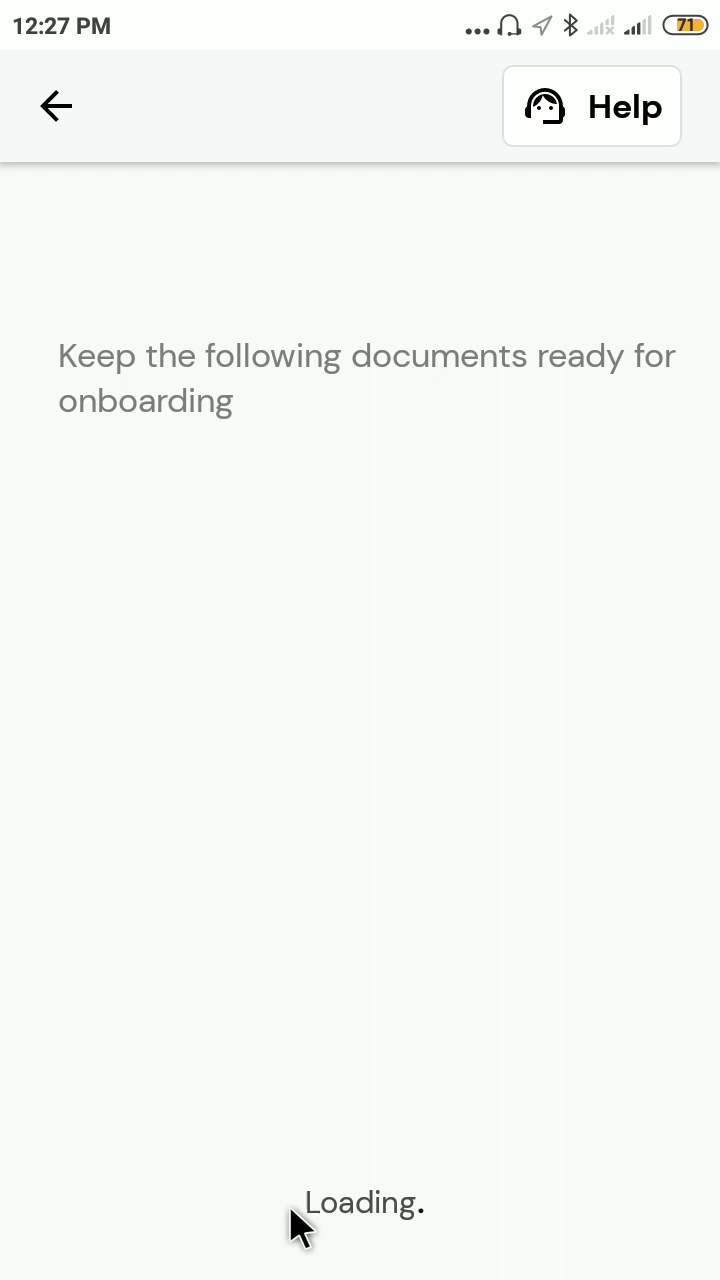 12:27 PM
71
Help
Keep the following documents ready for
onboarding
Loading.